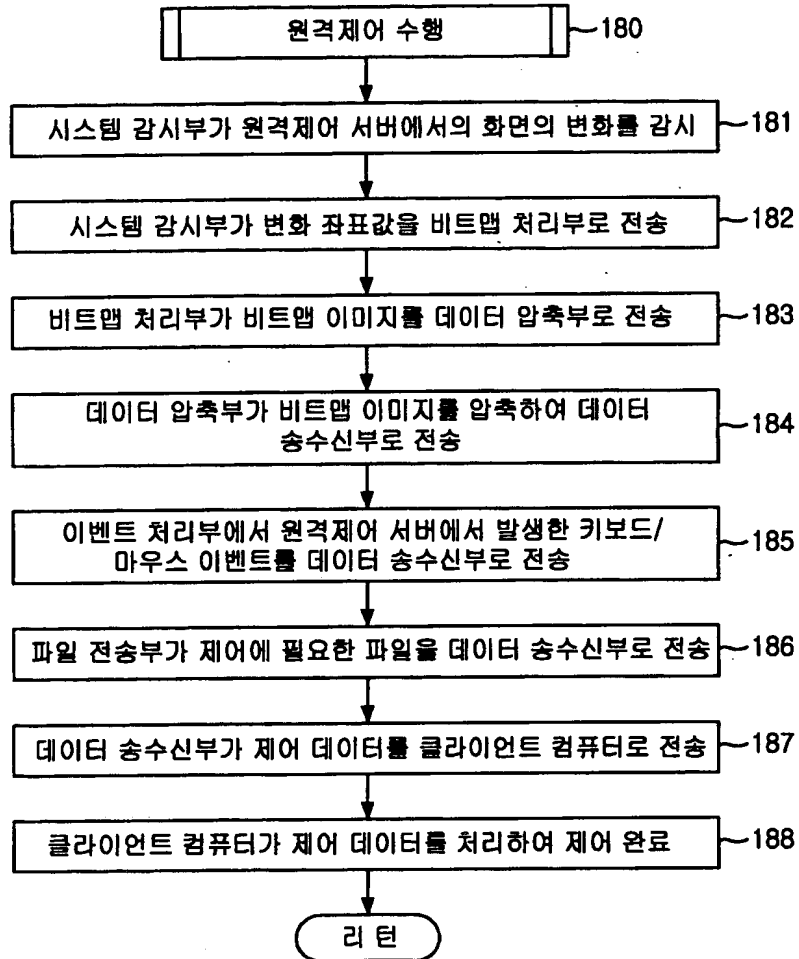 원격제어 수행 180
시스템 감시부가 원격제어 서버에서의 화면의 변화를 감시 181
시스템 감시부가 변화 좌표값을 비트맵 처리부로 전송 182
비트맵 처리부가 비트맵 이미지를 데이터 압축부로 전송 183
데이터 압축부가 비트맵 이미지를 압축하여 데이터
송수신부로 전송 184
이벤트 처리부에서 원격제어 서버에서 발생한 키보드/
마우스 이벤트를 데이터 송수신부로 전송 185
파일 전송부가 제어에 필요한 파일을 데이터 송수신부로 전송 186
데이터 송수신부가 제어 데이터를 클라이언트 컴퓨터로 전송 187
클라이언트 컴퓨터가 제어 데이터를 처리하여 제어 완료 188
리 턴